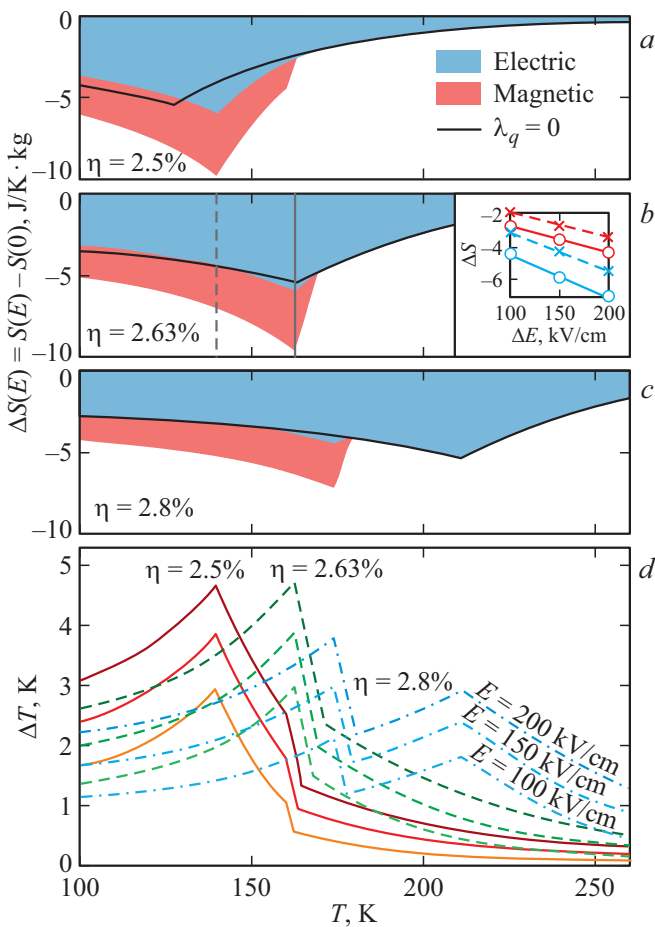 ΔS(E) = S(E) – S(0), J/K · kg
0
–5
–10
a
Electric
Magnetic
λq = 0
η = 2.5%
0
–5
–10
b
η = 2.63%
–2
–4
–6
ΔS
100 150 200
ΔE, kV/cm
0
–5
–10
c
η = 2.8%
5
4
3
2
1
0
ΔT, K
d
η = 2.5%
η = 2.63%
η = 2.8%
E = 200 kV/cm
E = 150 kV/cm
E = 100 kV/cm
100 150 200 250
T, K